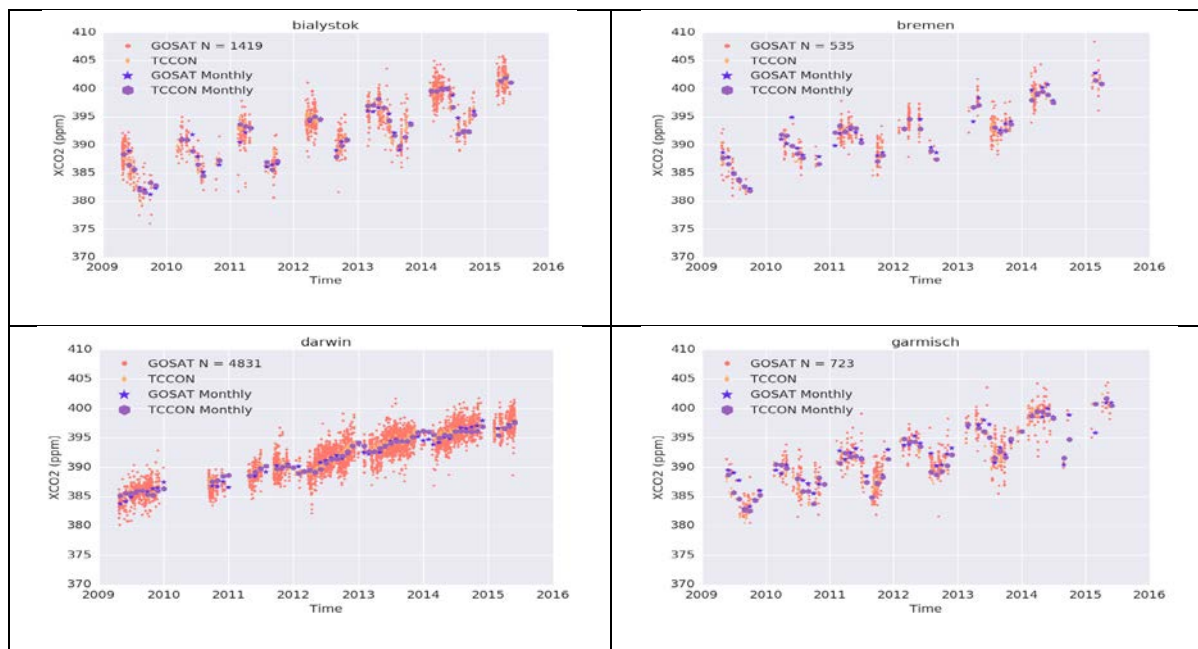 bialystok
410
405
400
395
390
385
380
375
370
XCO2 (ppm)
GOSAT N = 1419
TCCON
GOSAT Monthly
TCCON Monthly
2009 2010 2011 2012 2013 2014 2015 2016
Time
bremen
410
405
400
395
390
385
380
375
370
XCO2 (ppm)
GOSAT N = 535
TCCON
GOSAT Monthly
TCCON Monthly
2009 2010 2011 2012 2013 2014 2015 2016
Time
darwin
410
405
400
395
390
385
380
375
370
XCO2 (ppm)
GOSAT N = 4831
TCCON
GOSAT Monthly
TCCON Monthly
2009 2010 2011 2012 2013 2014 2015 2016
Time
garmisch
410
405
400
395
390
385
380
375
370
XCO2 (ppm)
GOSAT N = 723
TCCON
GOSAT Monthly
TCCON Monthly
2009 2010 2011 2012 2013 2014 2015 2016
Time